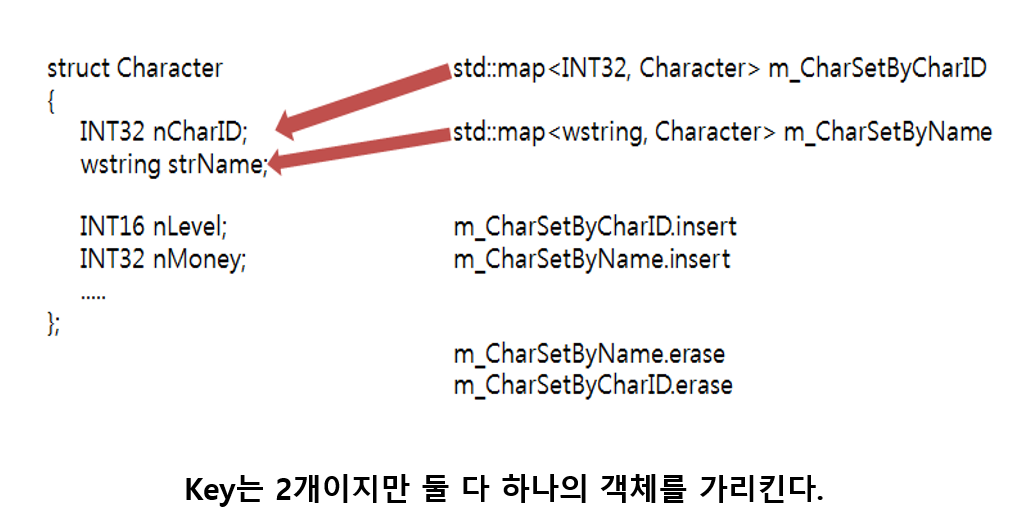 struct Character
{
INT32 nCharID;
wstring strName;
INT16 nLevel;
INT32 nMoney;
.....
};
std::map<INT32, Character> m_CharSetByCharID
std::map<wstring, Character> m_CharSetByName
m_CharSetByCharID.insert
m_CharSetByName.insert
m_CharSetByName.erase
m_CharSetByCharID.erase
Key는 2개이지만 둘 다 하나의 객체를 가리킨다.